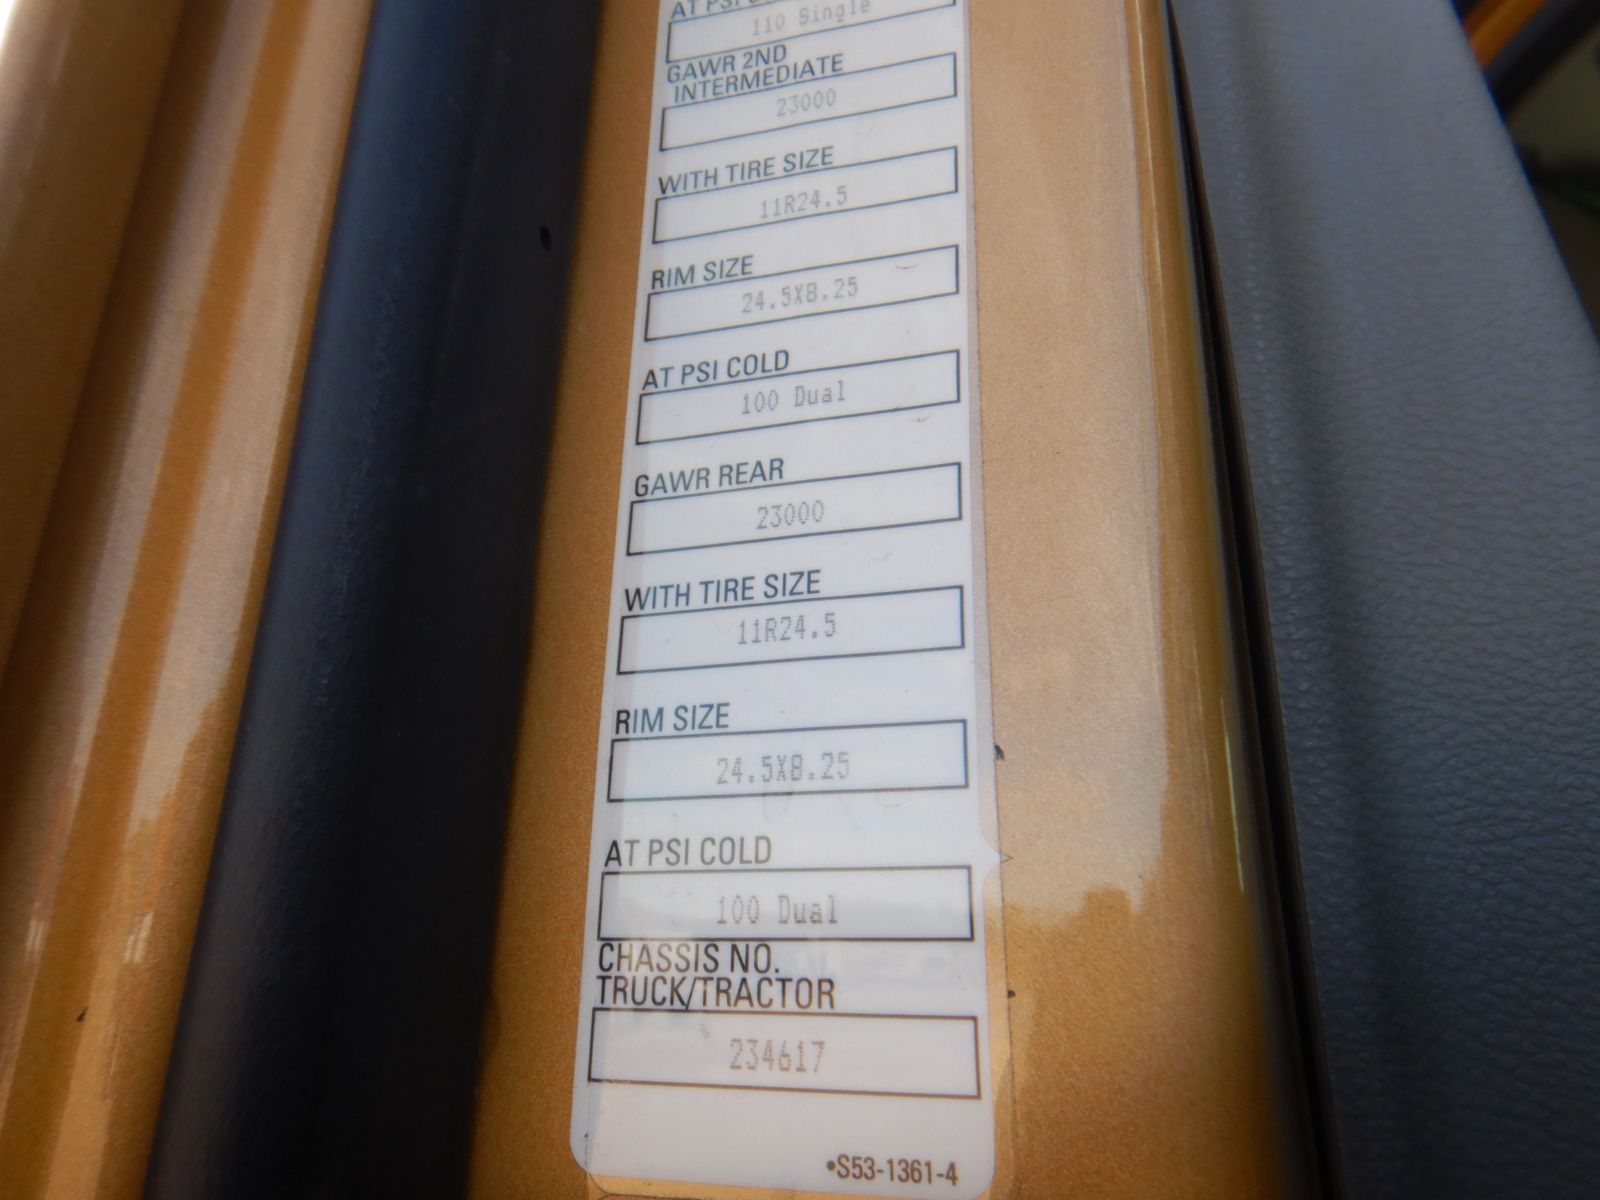 AT PSI
110 Single
GAWR 2ND
INTERMEDIATE
23000
WITH TIRE SIZE
11R24.5
RIM SIZE
24.5X8.25
AT PSI COLD
100 Dual
GAWR REAR
23000
WITH TIRE SIZE
11R24.5
RIM SIZE
24.5X8.25
AT PSI COLD
100 Dual
CHASSIS NO.
TRUCK/TRACTOR
234617
•S53-1361-4